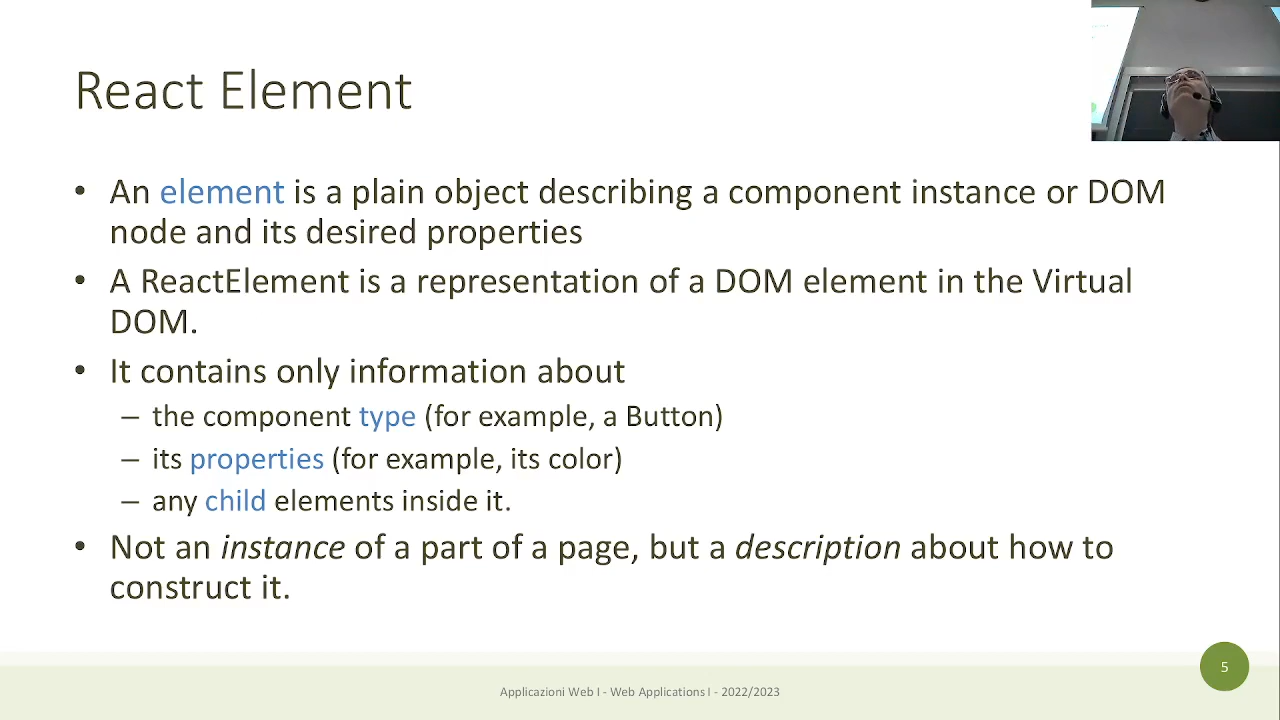 React Element
• An element is a plain object describing a component instance or DOM
node and its desired properties
• A ReactElement is a representation of a DOM element in the Virtual
DOM.
• It contains only information about
– the component type (for example, a Button)
– its properties (for example, its color)
– any child elements inside it.
• Not an instance of a part of a page, but a description about how to
construct it.
5
Applicazioni Web I - Web Applications I - 2022/2023